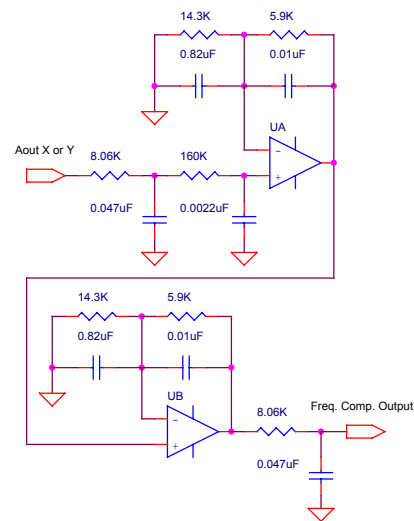 14.3K 5.9K
0.82uF 0.01uF
UA
Aout X or Y
8.06K 160K
−
+
0.047uF 0.0022uF
14.3K 5.9K
0.82uF 0.01uF
UB
Freq. Comp. Output
8.06K
−
+
0.047uF